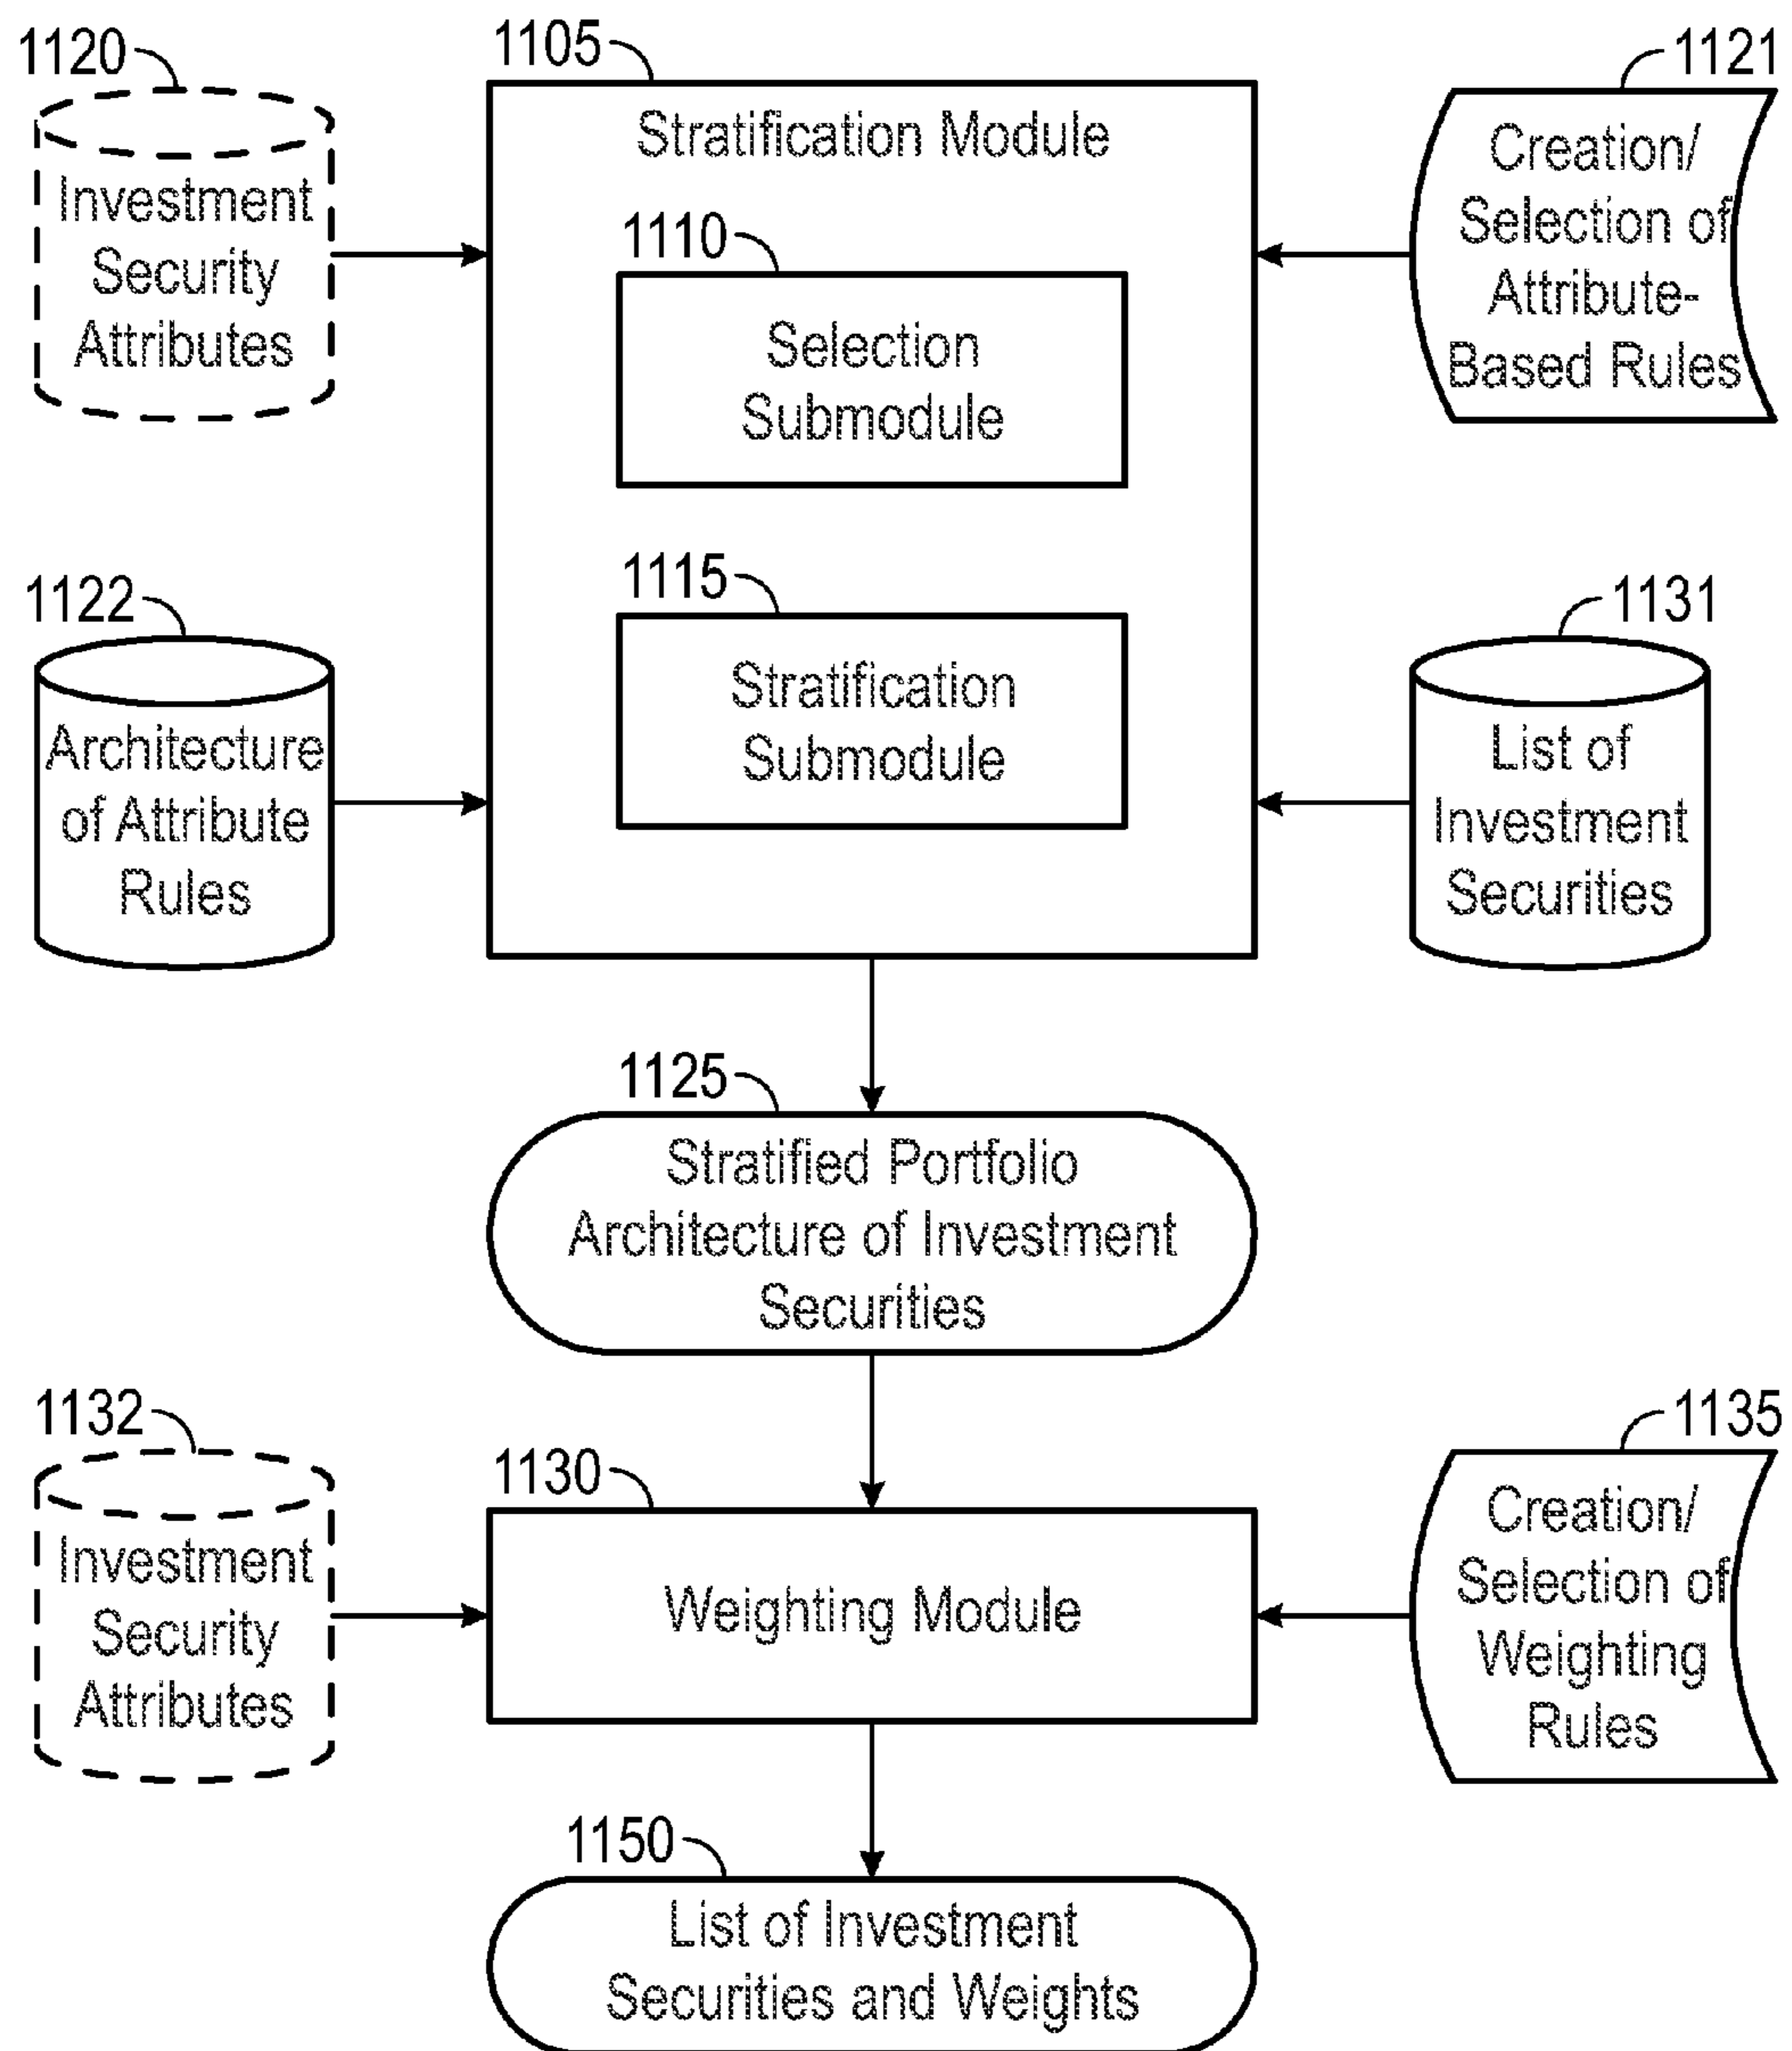 1120
Investment
Security
Attributes
1105
Stratification Module
1110
Selection
Submodule
1115
Stratification
Submodule
1121
Creation/
Selection of
Attribute-
Based Rules
1122
Architecture
of Attribute
Rules
1131
List of
Investment
Securities
1125
Stratified Portfolio
Architecture of Investment
Securities
1132
Investment
Security
Attributes
1130
Weighting Module
1135
Creation/
Selection of
Weighting
Rules
1150
List of Investment
Securities and Weights